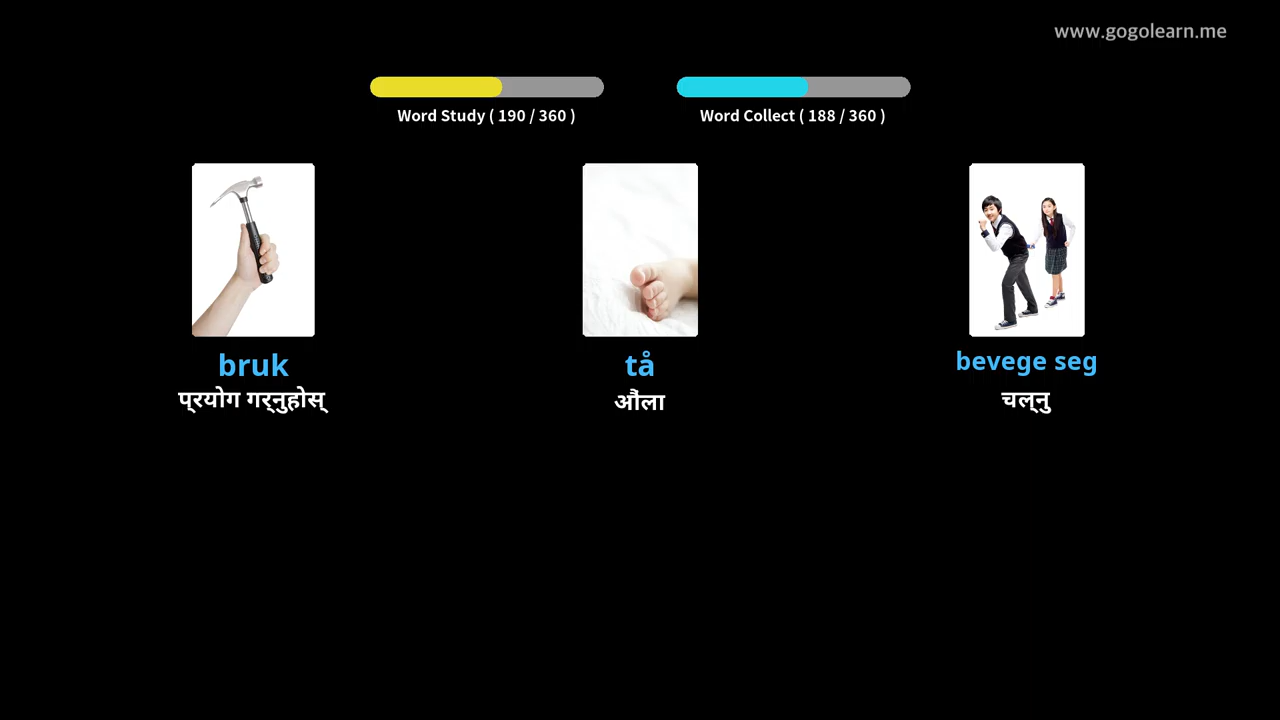 www.gogolearn.me
Word Study ( 190 / 360 )
Word Collect ( 188 / 360 )
bruk
प्रयोग गर्नुहोस्
tå
औंला
bevege seg
चल्नु